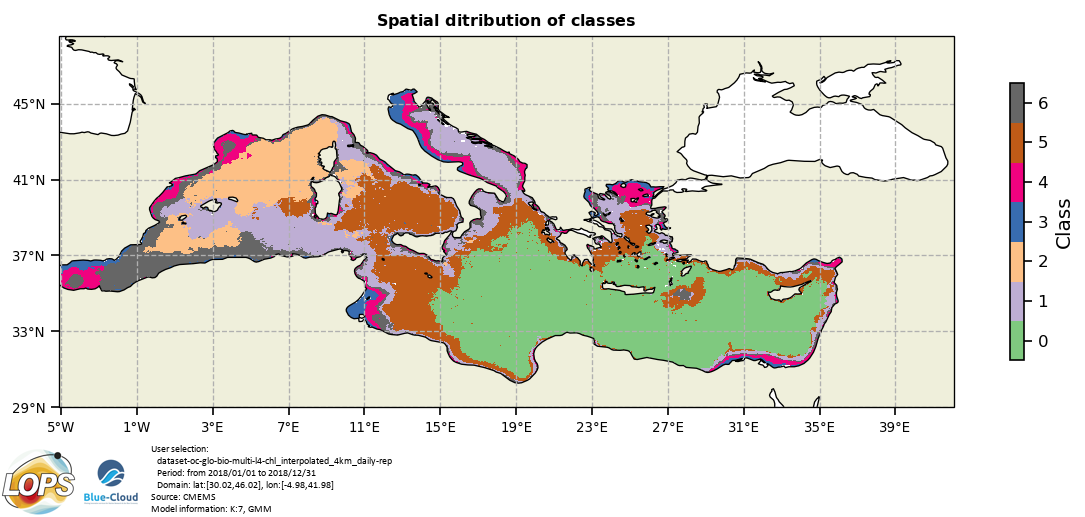 Spatial ditribution of classes
45°N
41°N
37°N
33°N
29°N
5°W 1°W 3°E 7°E 11°E 15°E 19°E 23°E 27°E 31°E 35°E 39°E
6
5
4
3
2
1
0
Class
LOPS
Blue-Cloud
User selection:
dataset-oc-glo-bio-multi-l4-chl_interpolated_4km_daily-rep
Period: from 2018/01/01 to 2018/12/31
Domain: lat:[30.02,46.02], lon:[-4.98,41.98]
Source: CMEMS
Model information: K:7, GMM